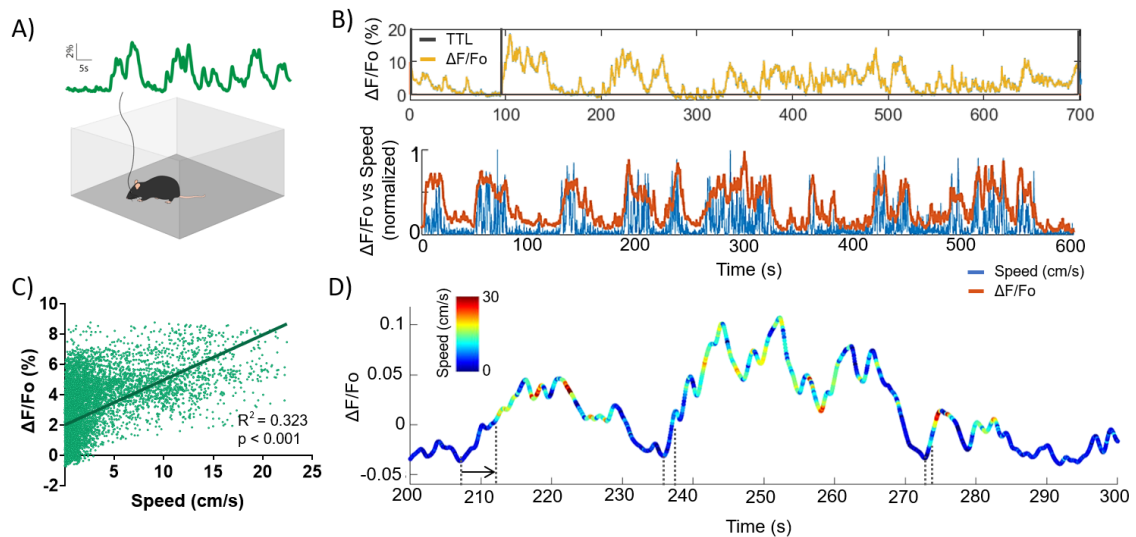 A)
2%
5s
B)
ΔF/Fo (%)
20
10
0
TTL
ΔF/Fo
0 100 200 300 400 500 600 700
ΔF/Fo vs Speed
(normalized)
1
0
0 100 200 300 400 500 600
Time (s)
Speed (cm/s)
ΔF/Fo
C)
ΔF/Fo (%)
10
8
6
4
2
0
-2
R² = 0.323
p < 0.001
5 10 15 20 25
Speed (cm/s)
D)
Speed (cm/s)
30
0
ΔF/Fo
0.1
0.05
0
-0.05
200 210 220 230 240 250 260 270 280 290 300
Time (s)